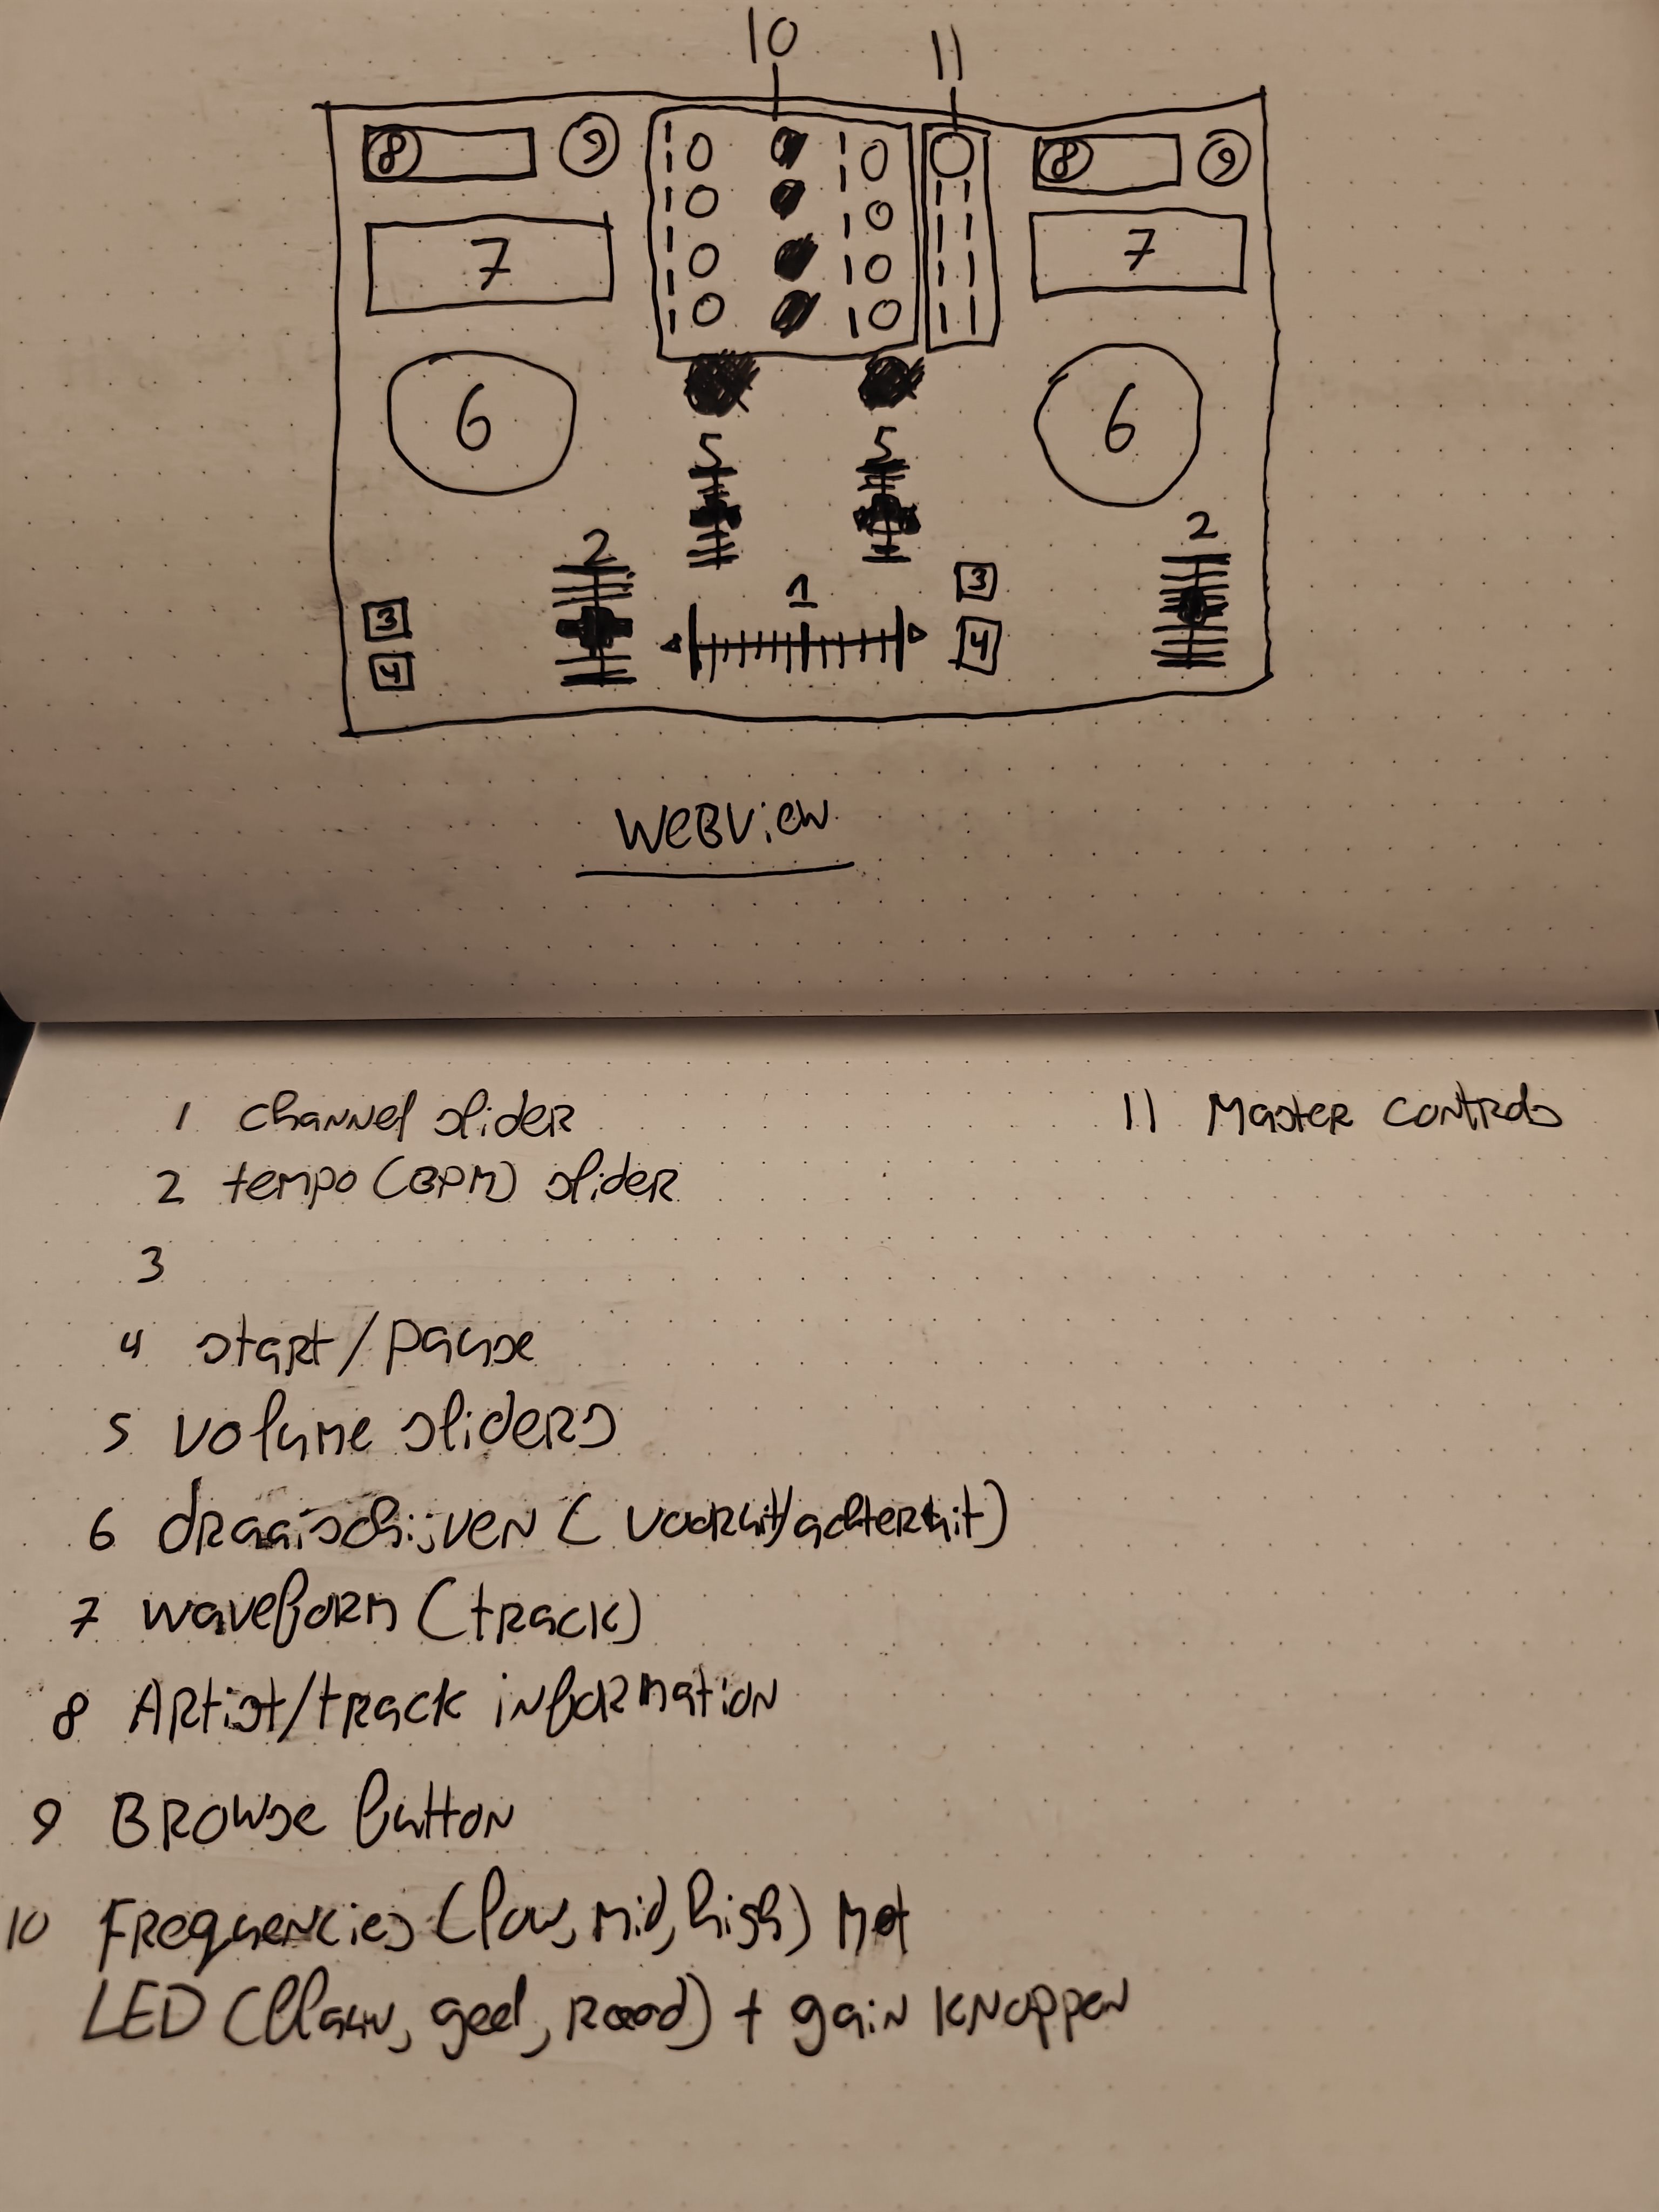 10 11
8 9 8 9
7 7
6 6
5 5
2 2
1
3 3
4 4
WEBView
1 channel slider
2 tempo (BPM) slider
3
4 start/pause
5 volume sliders
6 draaischijven (vooruit/achteruit)
7 waveform (track)
8 Artist/track information
9 Browse button
10 Frequencies (low, mid, high) met
LED (blauw, geel, rood) + gain knoppen
11 Master controls